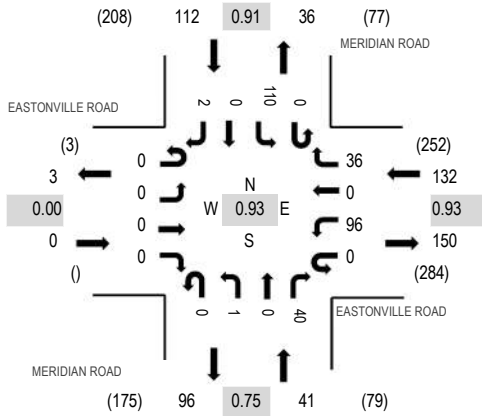 (208) 112 0.91 36 (77)
MERIDIAN ROAD
EASTONVILLE ROAD
2 0 110 0
(3) 0 36 (252)
3 0 N 0 132
0.00 W 0.93 E 0.93
0 0 S 96 150
() 0 0 (284)
0 1 0 40
EASTONVILLE ROAD
MERIDIAN ROAD
(175) 96 0.75 41 (79)